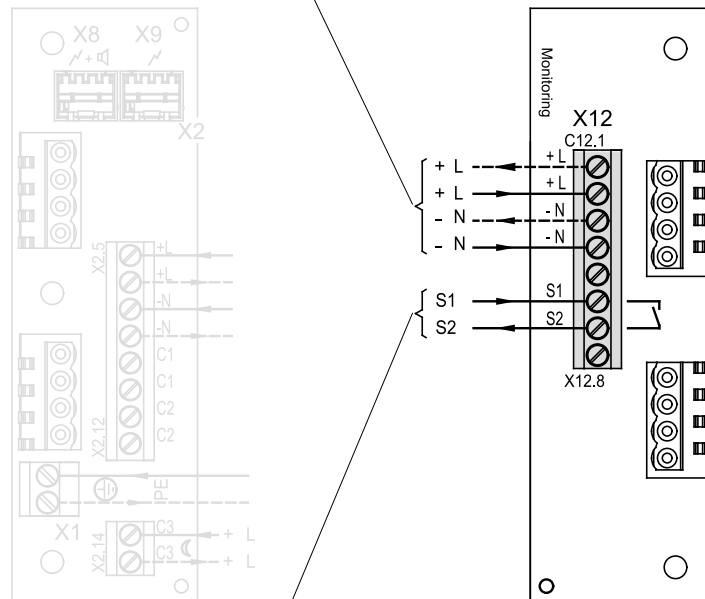 X8 X9
+
X2
X2,5
+L
+L
-N
-N
C1
C1
C2
C2
X2,12
PE
X1
X2,14
C3 + L
C3 + L
Monitoring
X12
C12.1
+ L +L
+ L +L
- N -N
- N -N
S1 S1
S2 S2
X12.8